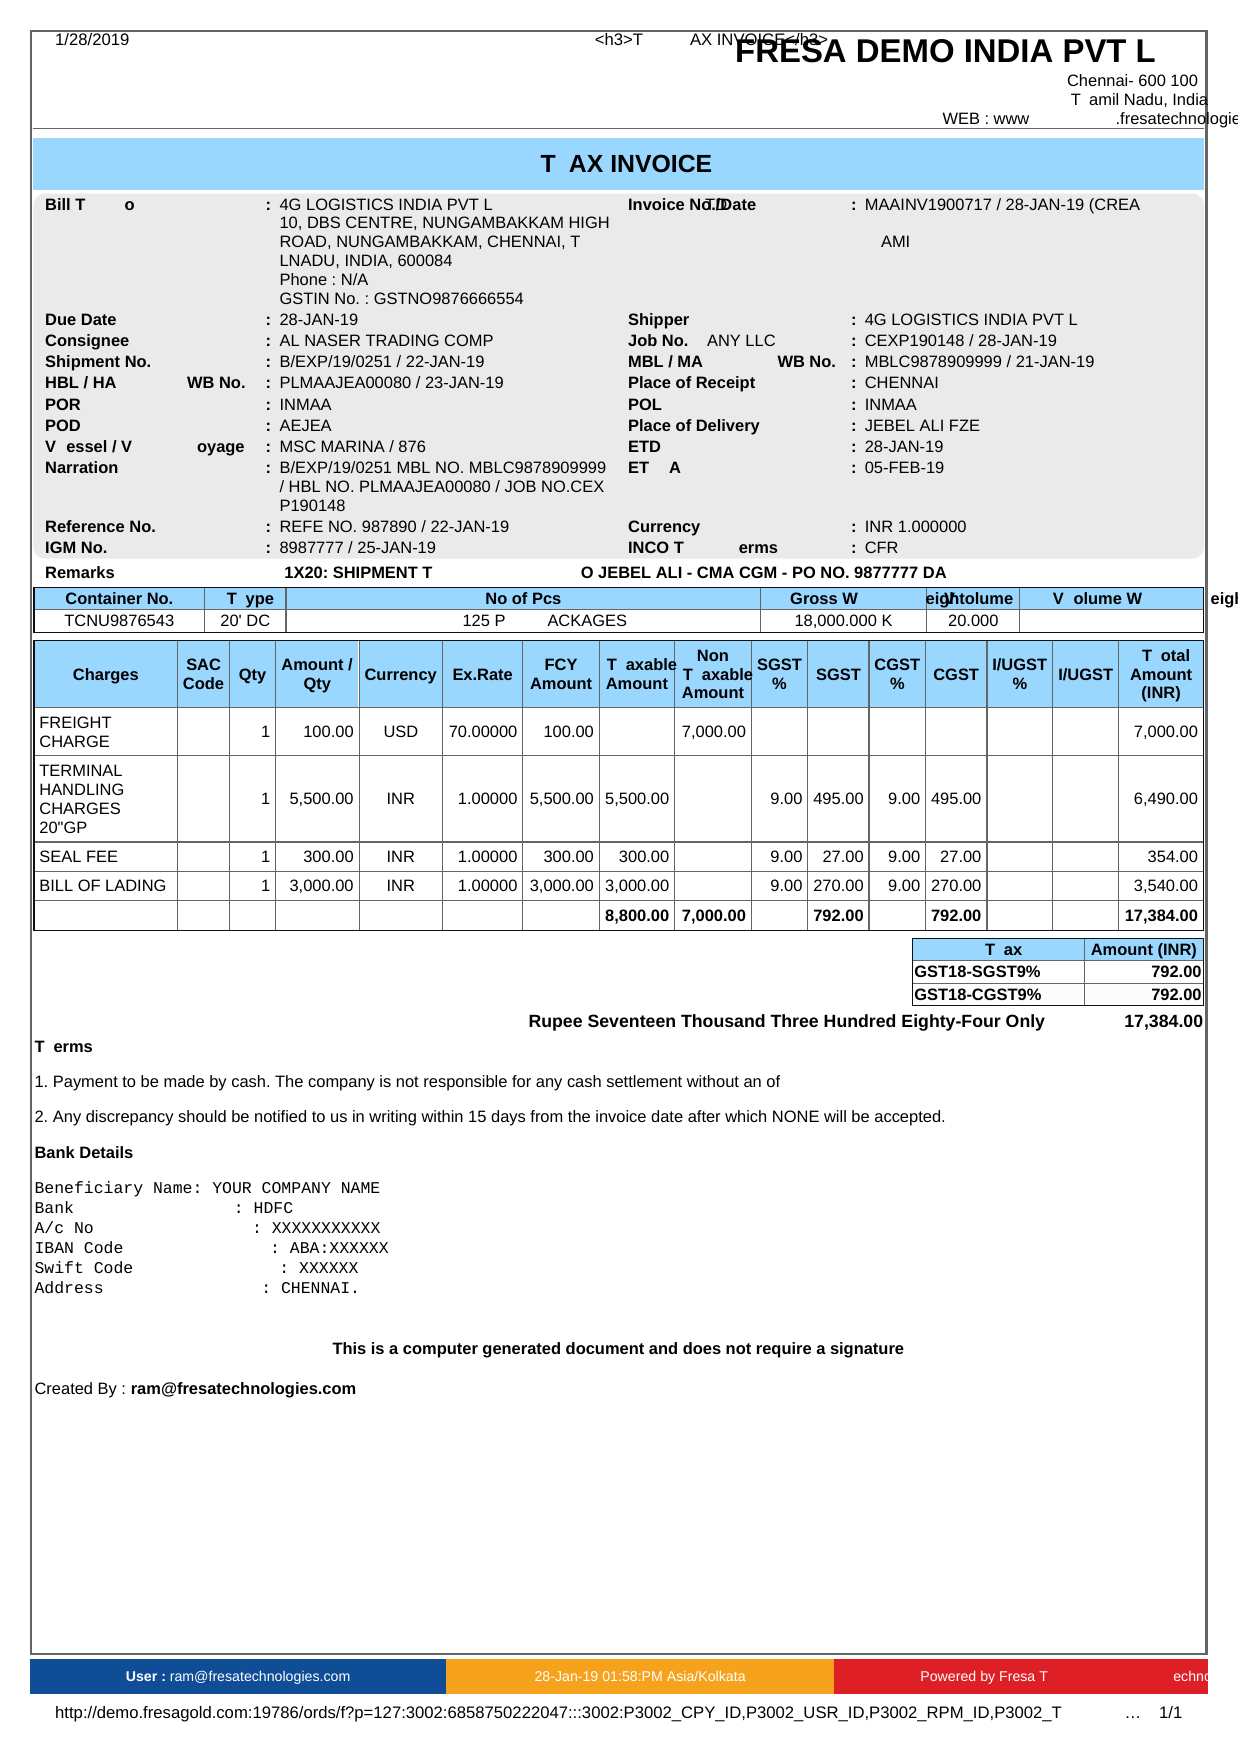 1/28/2019 <h3>T AX INVOICE</h3>
FRESA DEMO INDIA PVT L
Chennai- 600 100
T amil Nadu, India
WEB : www .fresatechnologie
T AX INVOICE
Bill T o : 4G LOGISTICS INDIA PVT L TD
10, DBS CENTRE, NUNGAMBAKKAM HIGH
ROAD, NUNGAMBAKKAM, CHENNAI, T AMI
LNADU, INDIA, 600084
Phone : N/A
GSTIN No. : GSTNO9876666554
Invoice No./Date : MAAINV1900717 / 28-JAN-19 (CREA
Due Date : 28-JAN-19 Shipper : 4G LOGISTICS INDIA PVT L
Consignee : AL NASER TRADING COMP ANY LLC Job No. : CEXP190148 / 28-JAN-19
Shipment No. : B/EXP/19/0251 / 22-JAN-19 MBL / MA WB No. : MBLC9878909999 / 21-JAN-19
HBL / HA WB No. : PLMAAJEA00080 / 23-JAN-19 Place of Receipt : CHENNAI
POR : INMAA POL : INMAA
POD : AEJEA Place of Delivery : JEBEL ALI FZE
V essel / V oyage : MSC MARINA / 876 ETD : 28-JAN-19
Narration : B/EXP/19/0251 MBL NO. MBLC9878909999 ET A : 05-FEB-19
/ HBL NO. PLMAAJEA00080 / JOB NO.CEX
P190148
Reference No. : REFE NO. 987890 / 22-JAN-19 Currency : INR 1.000000
IGM No. : 8987777 / 25-JAN-19 INCO T erms : CFR
Remarks 1X20: SHIPMENT T O JEBEL ALI - CMA CGM - PO NO. 9877777 DA
Container No. T ype No of Pcs Gross W eight V olume V olume W eigh
TCNU9876543 20' DC 125 P ACKAGES 18,000.000 K 20.000
Charges SAC Code Qty Amount / Qty Currency Ex.Rate FCY Amount T axable Amount Non T axable Amount SGST % SGST CGST % CGST I/UGST % I/UGST T otal Amount (INR)
FREIGHT CHARGE 1 100.00 USD 70.00000 100.00 7,000.00 7,000.00
TERMINAL HANDLING CHARGES 20"GP 1 5,500.00 INR 1.00000 5,500.00 5,500.00 9.00 495.00 9.00 495.00 6,490.00
SEAL FEE 1 300.00 INR 1.00000 300.00 300.00 9.00 27.00 9.00 27.00 354.00
BILL OF LADING 1 3,000.00 INR 1.00000 3,000.00 3,000.00 9.00 270.00 9.00 270.00 3,540.00
8,800.00 7,000.00 792.00 792.00 17,384.00
T ax Amount (INR)
GST18-SGST9% 792.00
GST18-CGST9% 792.00
Rupee Seventeen Thousand Three Hundred Eighty-Four Only 17,384.00
T erms
1. Payment to be made by cash. The company is not responsible for any cash settlement without an of
2. Any discrepancy should be notified to us in writing within 15 days from the invoice date after which NONE will be accepted.
Bank Details
Beneficiary Name: YOUR COMPANY NAME
Bank : HDFC
A/c No : XXXXXXXXXXX
IBAN Code : ABA:XXXXXX
Swift Code : XXXXXX
Address : CHENNAI.
This is a computer generated document and does not require a signature
Created By : ram@fresatechnologies.com
User : ram@fresatechnologies.com 28-Jan-19 01:58:PM Asia/Kolkata Powered by Fresa T echno
http://demo.fresagold.com:19786/ords/f?p=127:3002:6858750222047:::3002:P3002_CPY_ID,P3002_USR_ID,P3002_RPM_ID,P3002_T … 1/1